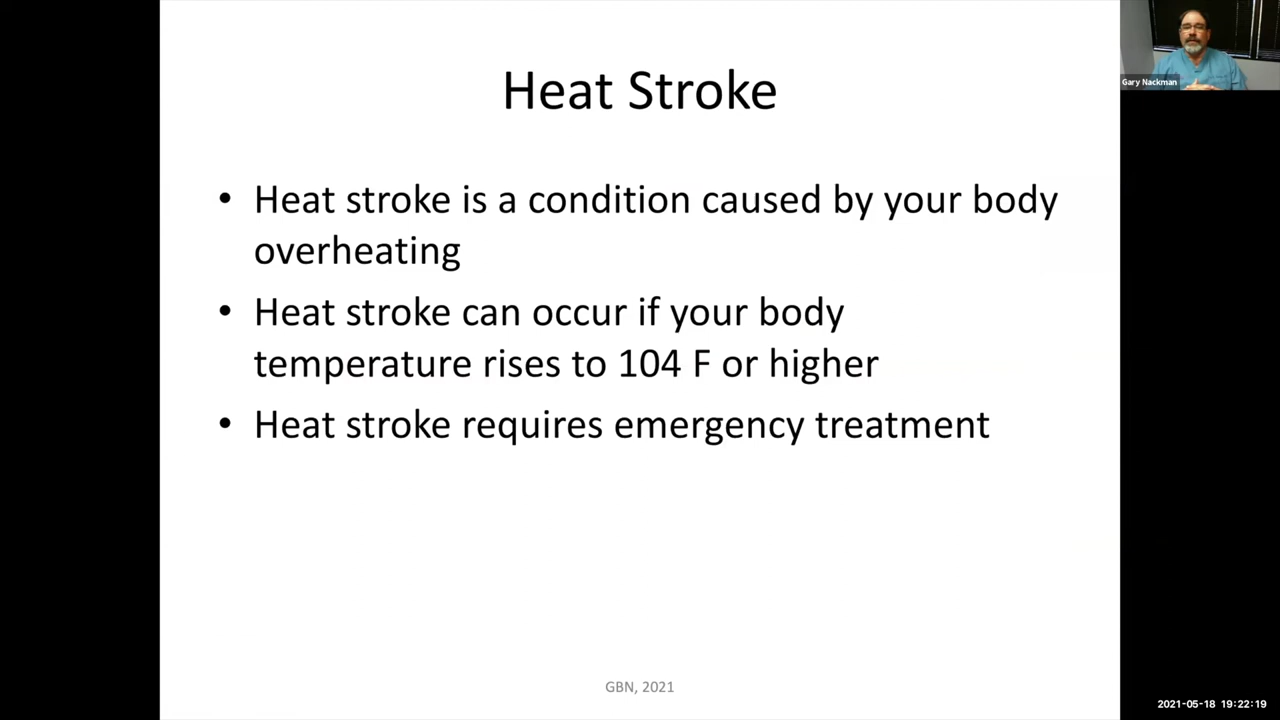 Heat Stroke
Gary Nackman
• Heat stroke is a condition caused by your body
overheating
• Heat stroke can occur if your body
temperature rises to 104 F or higher
• Heat stroke requires emergency treatment
GBN, 2021
2021-05-18 19:22:19